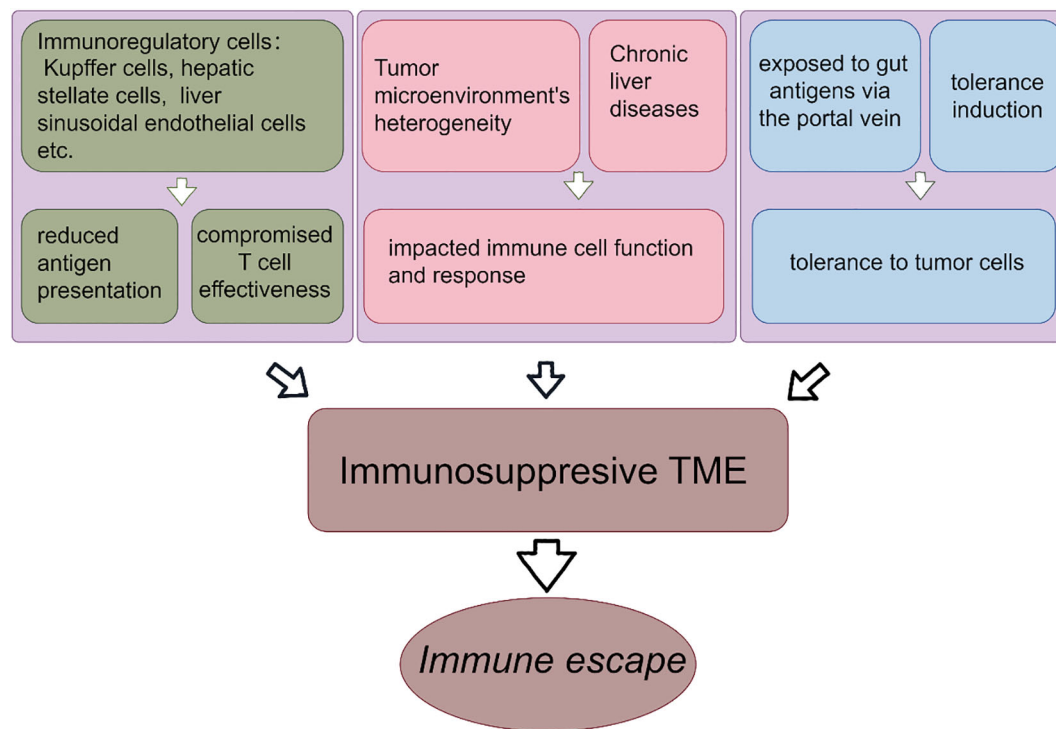 Immunoregulatory cells:
Kupffer cells, hepatic
stellate cells, liver
sinusoidal endothelial cells
etc.
reduced
antigen
presentation
compromised
T cell
effectiveness
Tumor
microenvironment's
heterogeneity
Chronic
liver
diseases
impacted immune cell function
and response
exposed to gut
antigens via
the portal vein
tolerance
induction
tolerance to tumor cells
Immunosuppresive TME
Immune escape